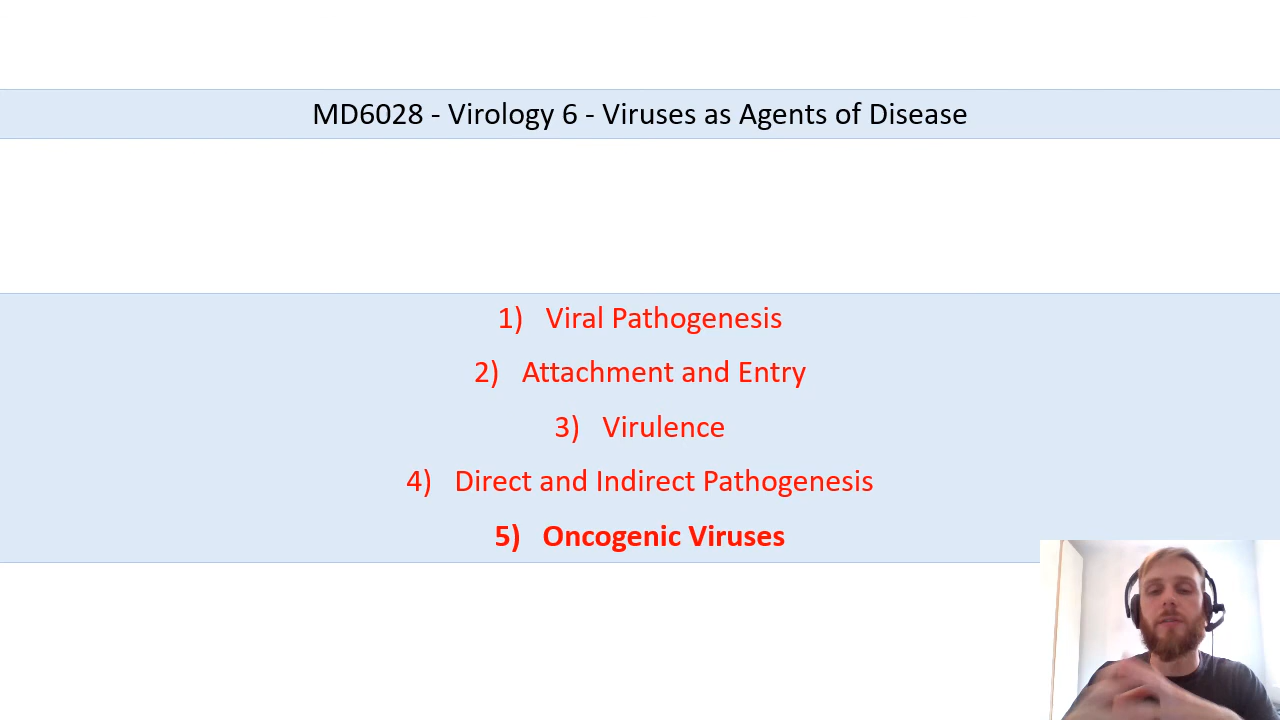 MD6028 - Virology 6 - Viruses as Agents of Disease
1) Viral Pathogenesis
2) Attachment and Entry
3) Virulence
4) Direct and Indirect Pathogenesis
5) Oncogenic Viruses